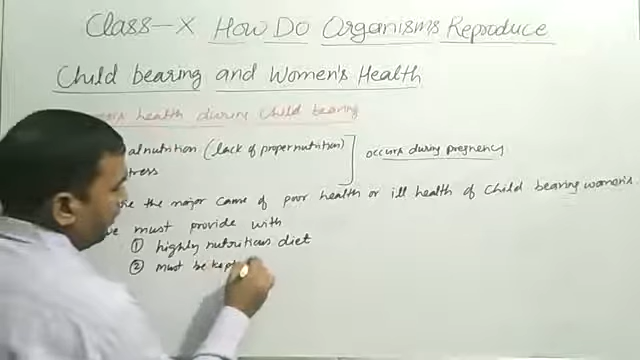 Class-X How Do Organisms Reproduce
Child bearing and Women's Health
health during Child bearing
alnutrition (lack of proper nutrition)
occurs during pregnancy
tress
the major cause of poor health or ill health of child bearing women's.
must provide with
① highly nutritious diet
② must be kept